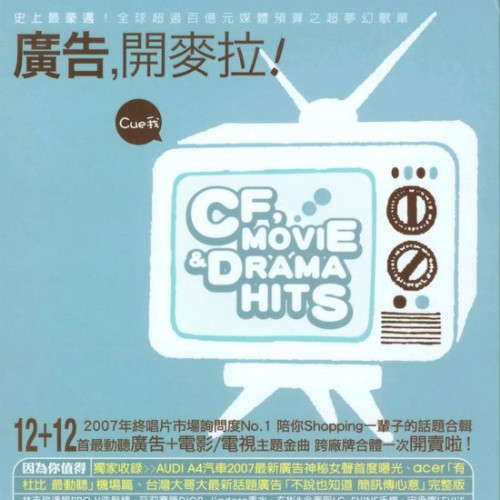 史上最豪邁！全球超過百億元媒體預算之超夢幻歌單
廣告,開麥拉!
Cue我
CF,
MOVIE
&DRAMA
HITS
12+12 2007年終唱片市場詢問度No.1 陪你Shopping一輩子的話題合輯
首最動聽廣告+電影/電視主題金曲 跨廠牌合體一次開賣啦！
因為你值得 獨家收錄>>AUDI A4汽車2007最新廣告神秘女聲首度曝光、acer「有
杜比 最動聽」機場篇、台灣大哥大最新話題廣告「不說也知道 簡訊傳心意」完整版